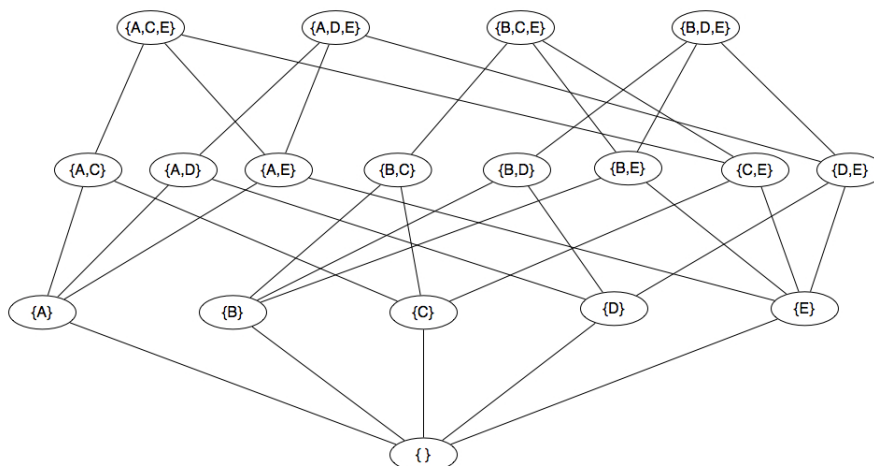 {A,C,E} {A,D,E} {B,C,E} {B,D,E}
{A,C} {A,D} {A,E} {B,C} {B,D} {B,E} {C,E} {D,E}
{A} {B} {C} {D} {E}
{ }